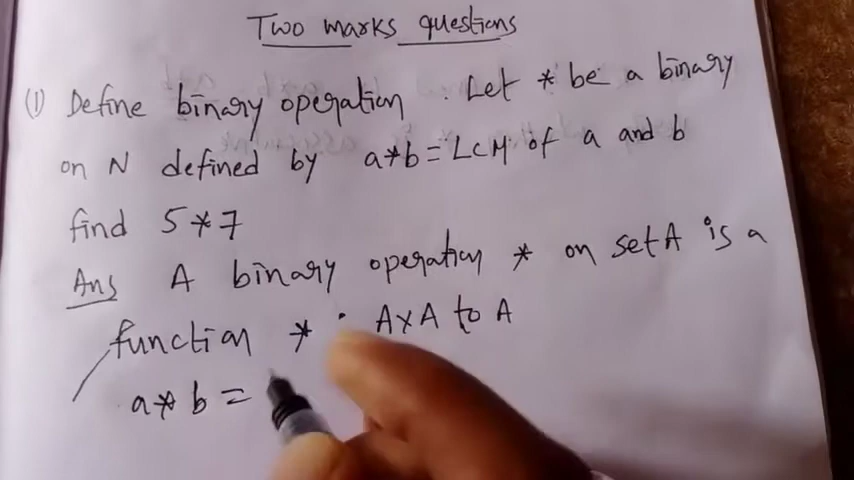 Two marks questions
(1) Define binary operation. Let * be a binary
on N defined by a*b = LCM of a and b
find 5*7
Ans A binary operation * on set A is a
function * : A×A to A
a*b =